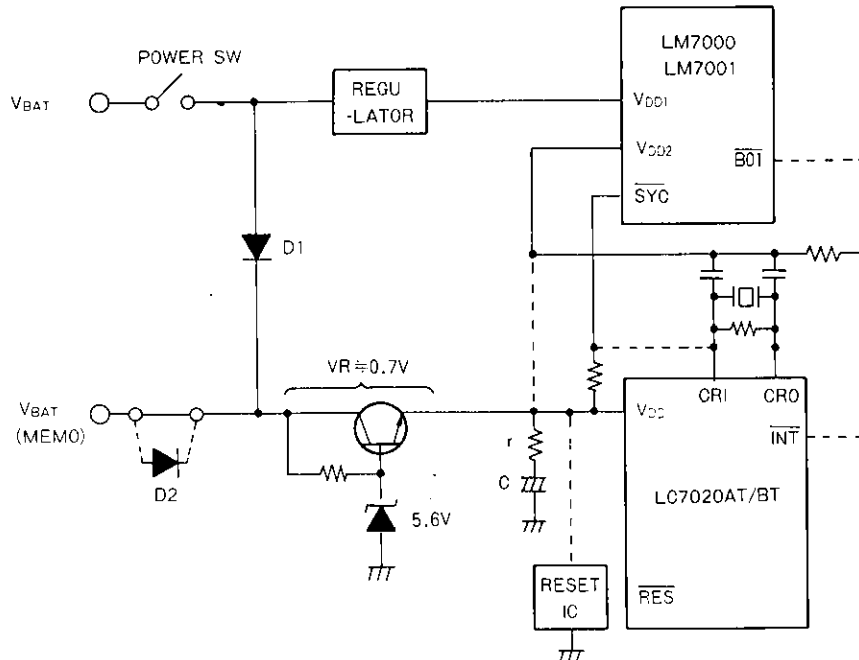 LM7000
LM7001
POWER SW
REGU
-LATOR
VBAT
VDD1
VDD2
BO1
SYC
D1
VR≒0.7V
VBAT
(MEMO)
D2
5.6V
r
C
VDD
CRI
CRO
INT
LC7020AT/BT
RESET
IC
RES